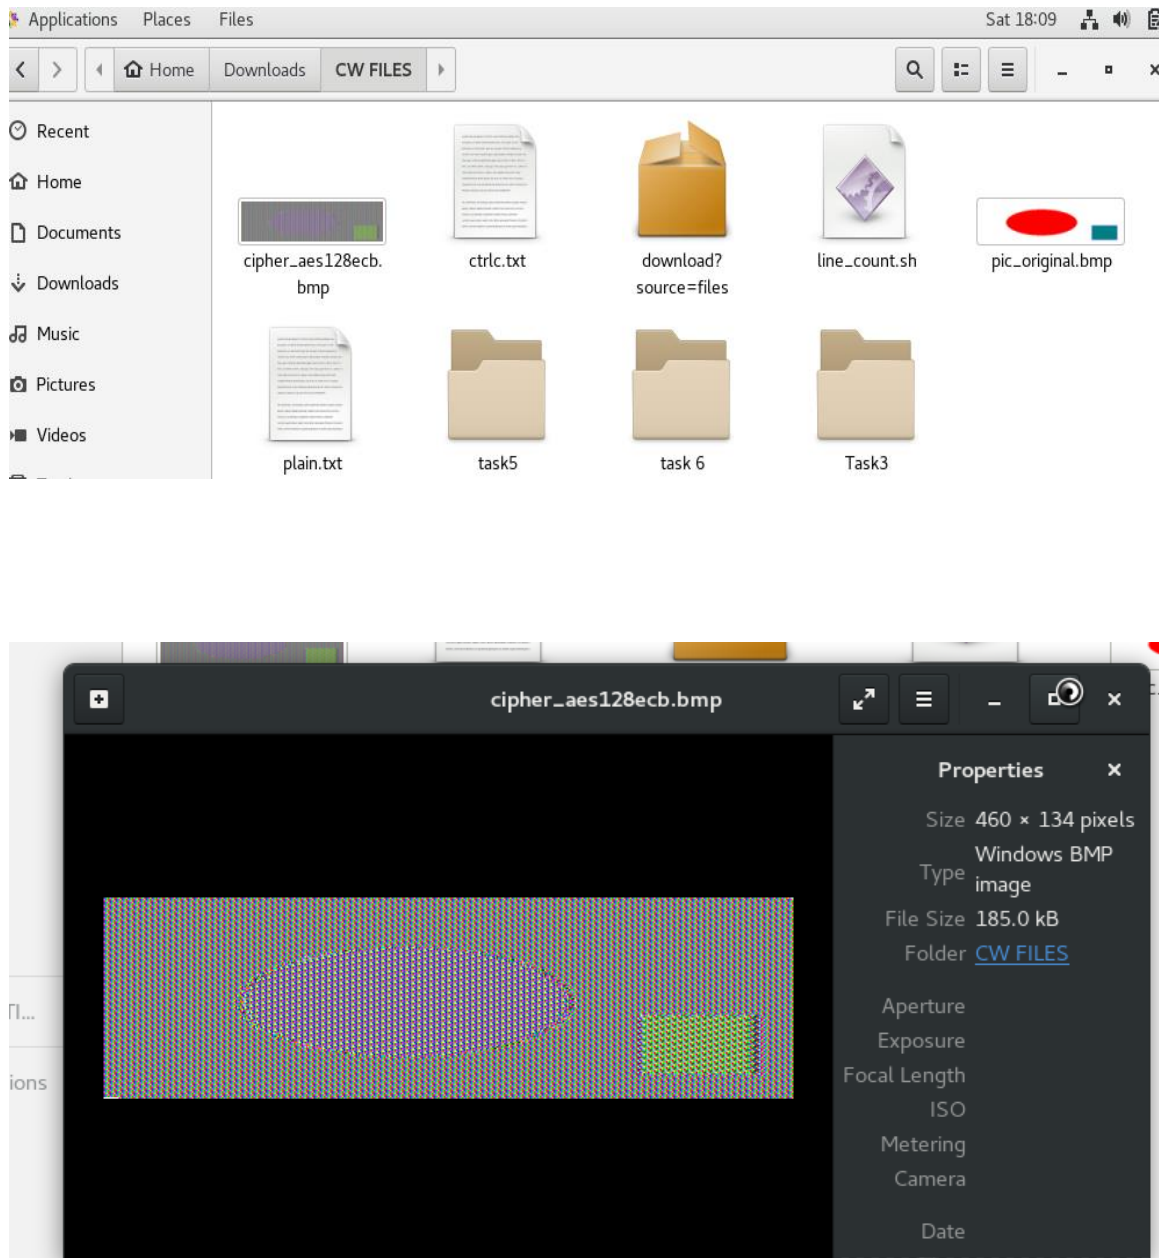 Applications Places Files Sat 18:09
Home Downloads CW FILES
Recent
Home
Documents
Downloads
Music
Pictures
Videos
cipher_aes128ecb.
bmp
ctrlc.txt
download?
source=files
line_count.sh
pic_original.bmp
plain.txt
task5
task 6
Task3
cipher_aes128ecb.bmp
Properties
Size 460 × 134 pixels
Type Windows BMP
image
File Size 185.0 kB
Folder CW FILES
Aperture
Exposure
Focal Length
ISO
Metering
Camera
Date
ions